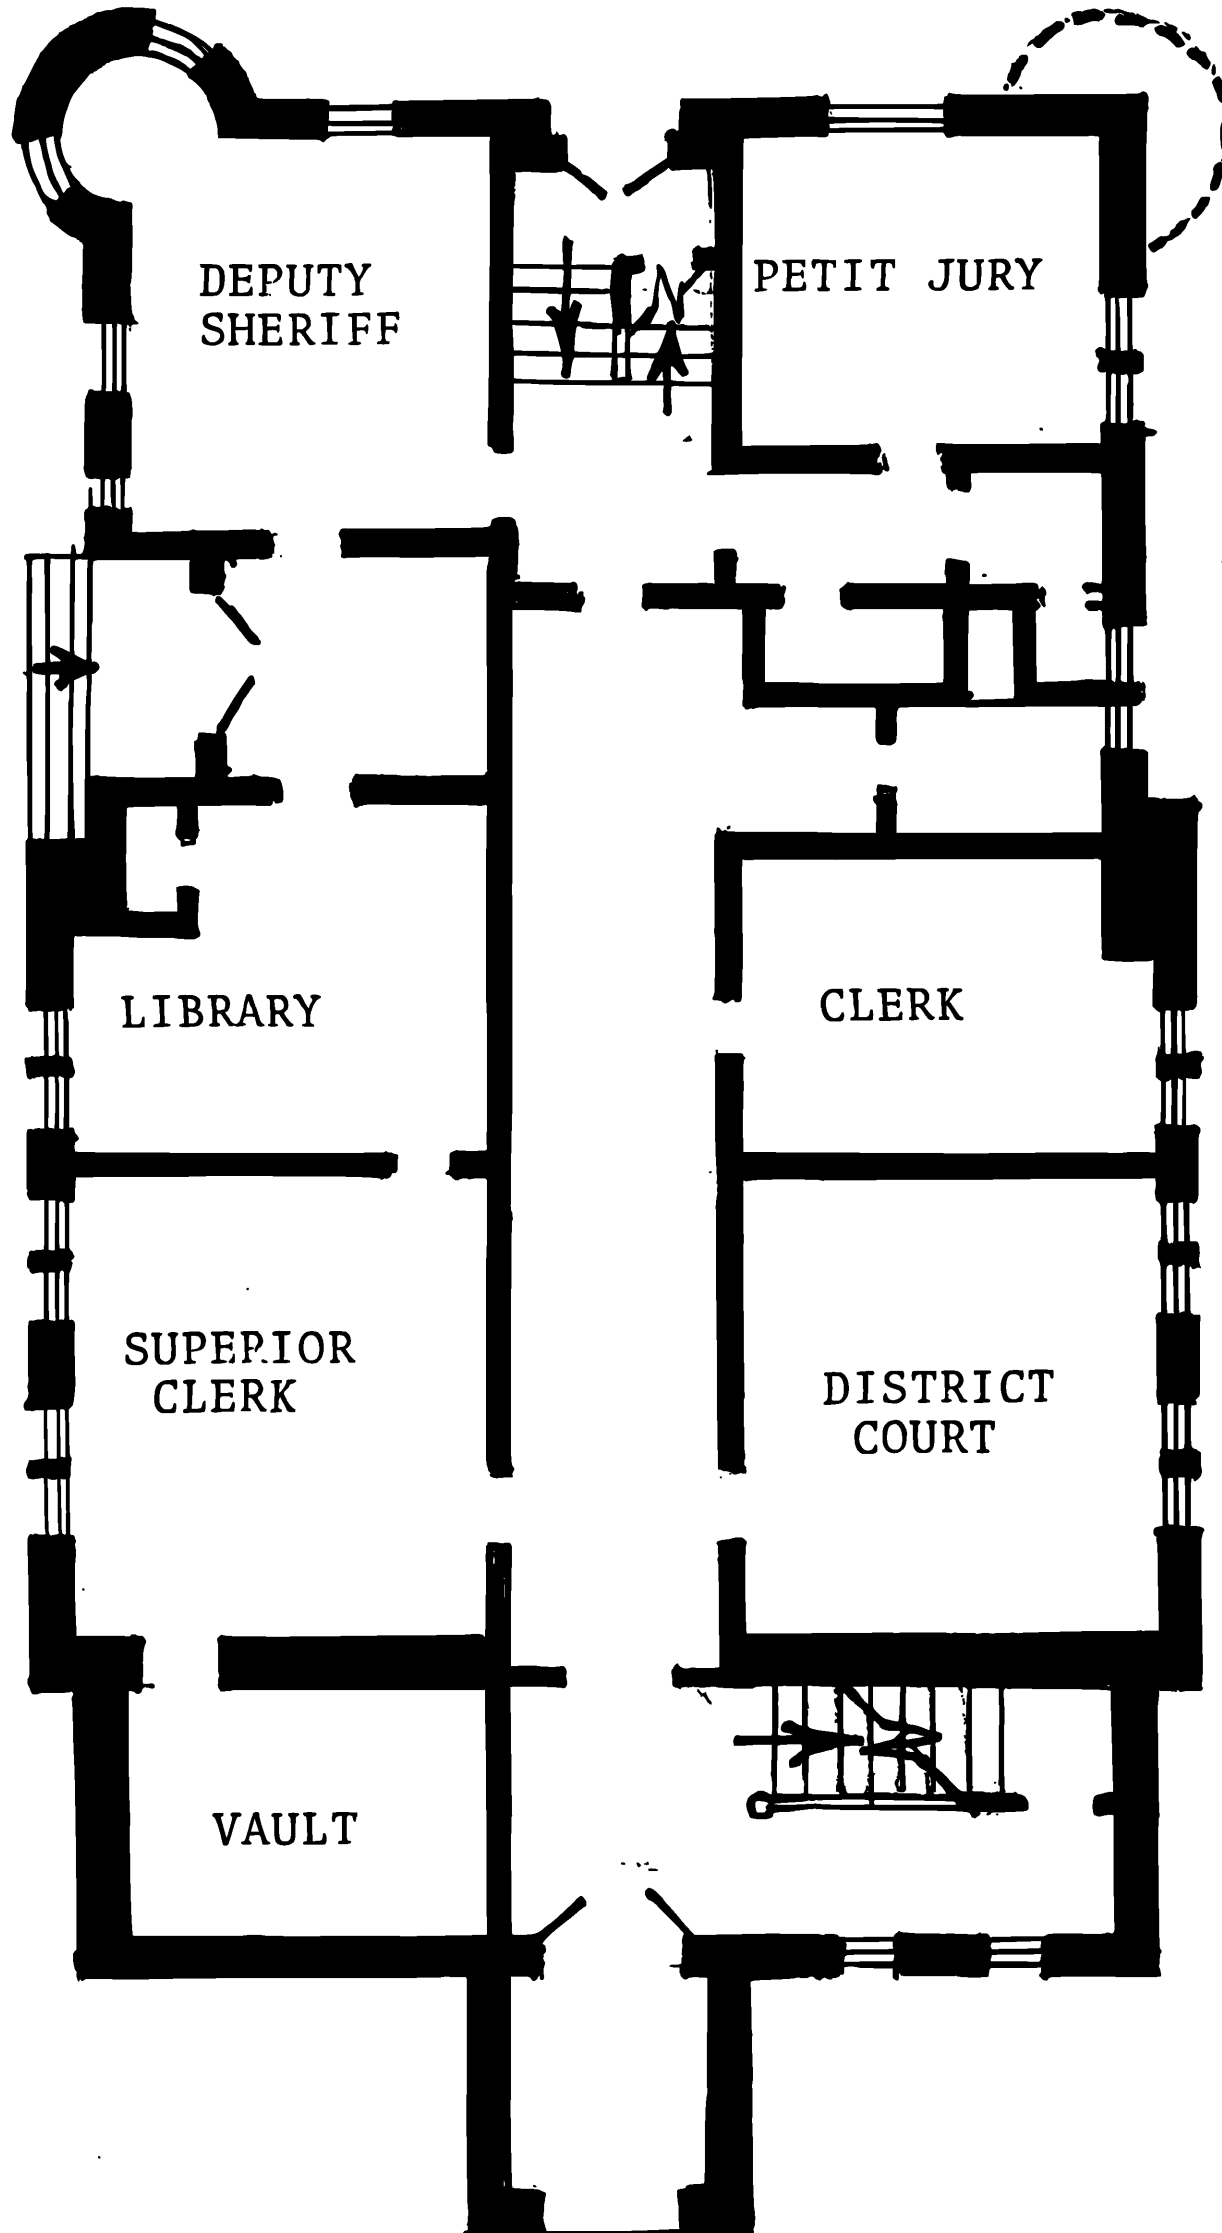 DEPUTY
SHERIFF
PETIT JURY
LIBRARY
CLERK
SUPERIOR
CLERK
DISTRICT
COURT
VAULT